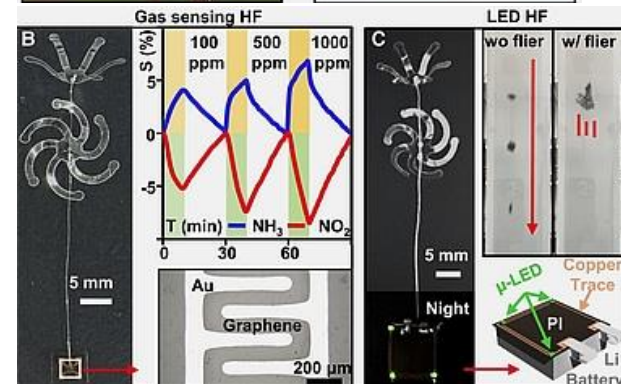 Gas sensing HF
LED HF
B
S (%)
100 ppm
500 ppm
1000 ppm
5
0
-5
T (min)
NH₃
NO₂
0
30
60
5 mm
Au
Graphene
200 µm
C
wo flier
w/ flier
5 mm
Night
µ-LED
Copper
Trace
PI
Li
Battery